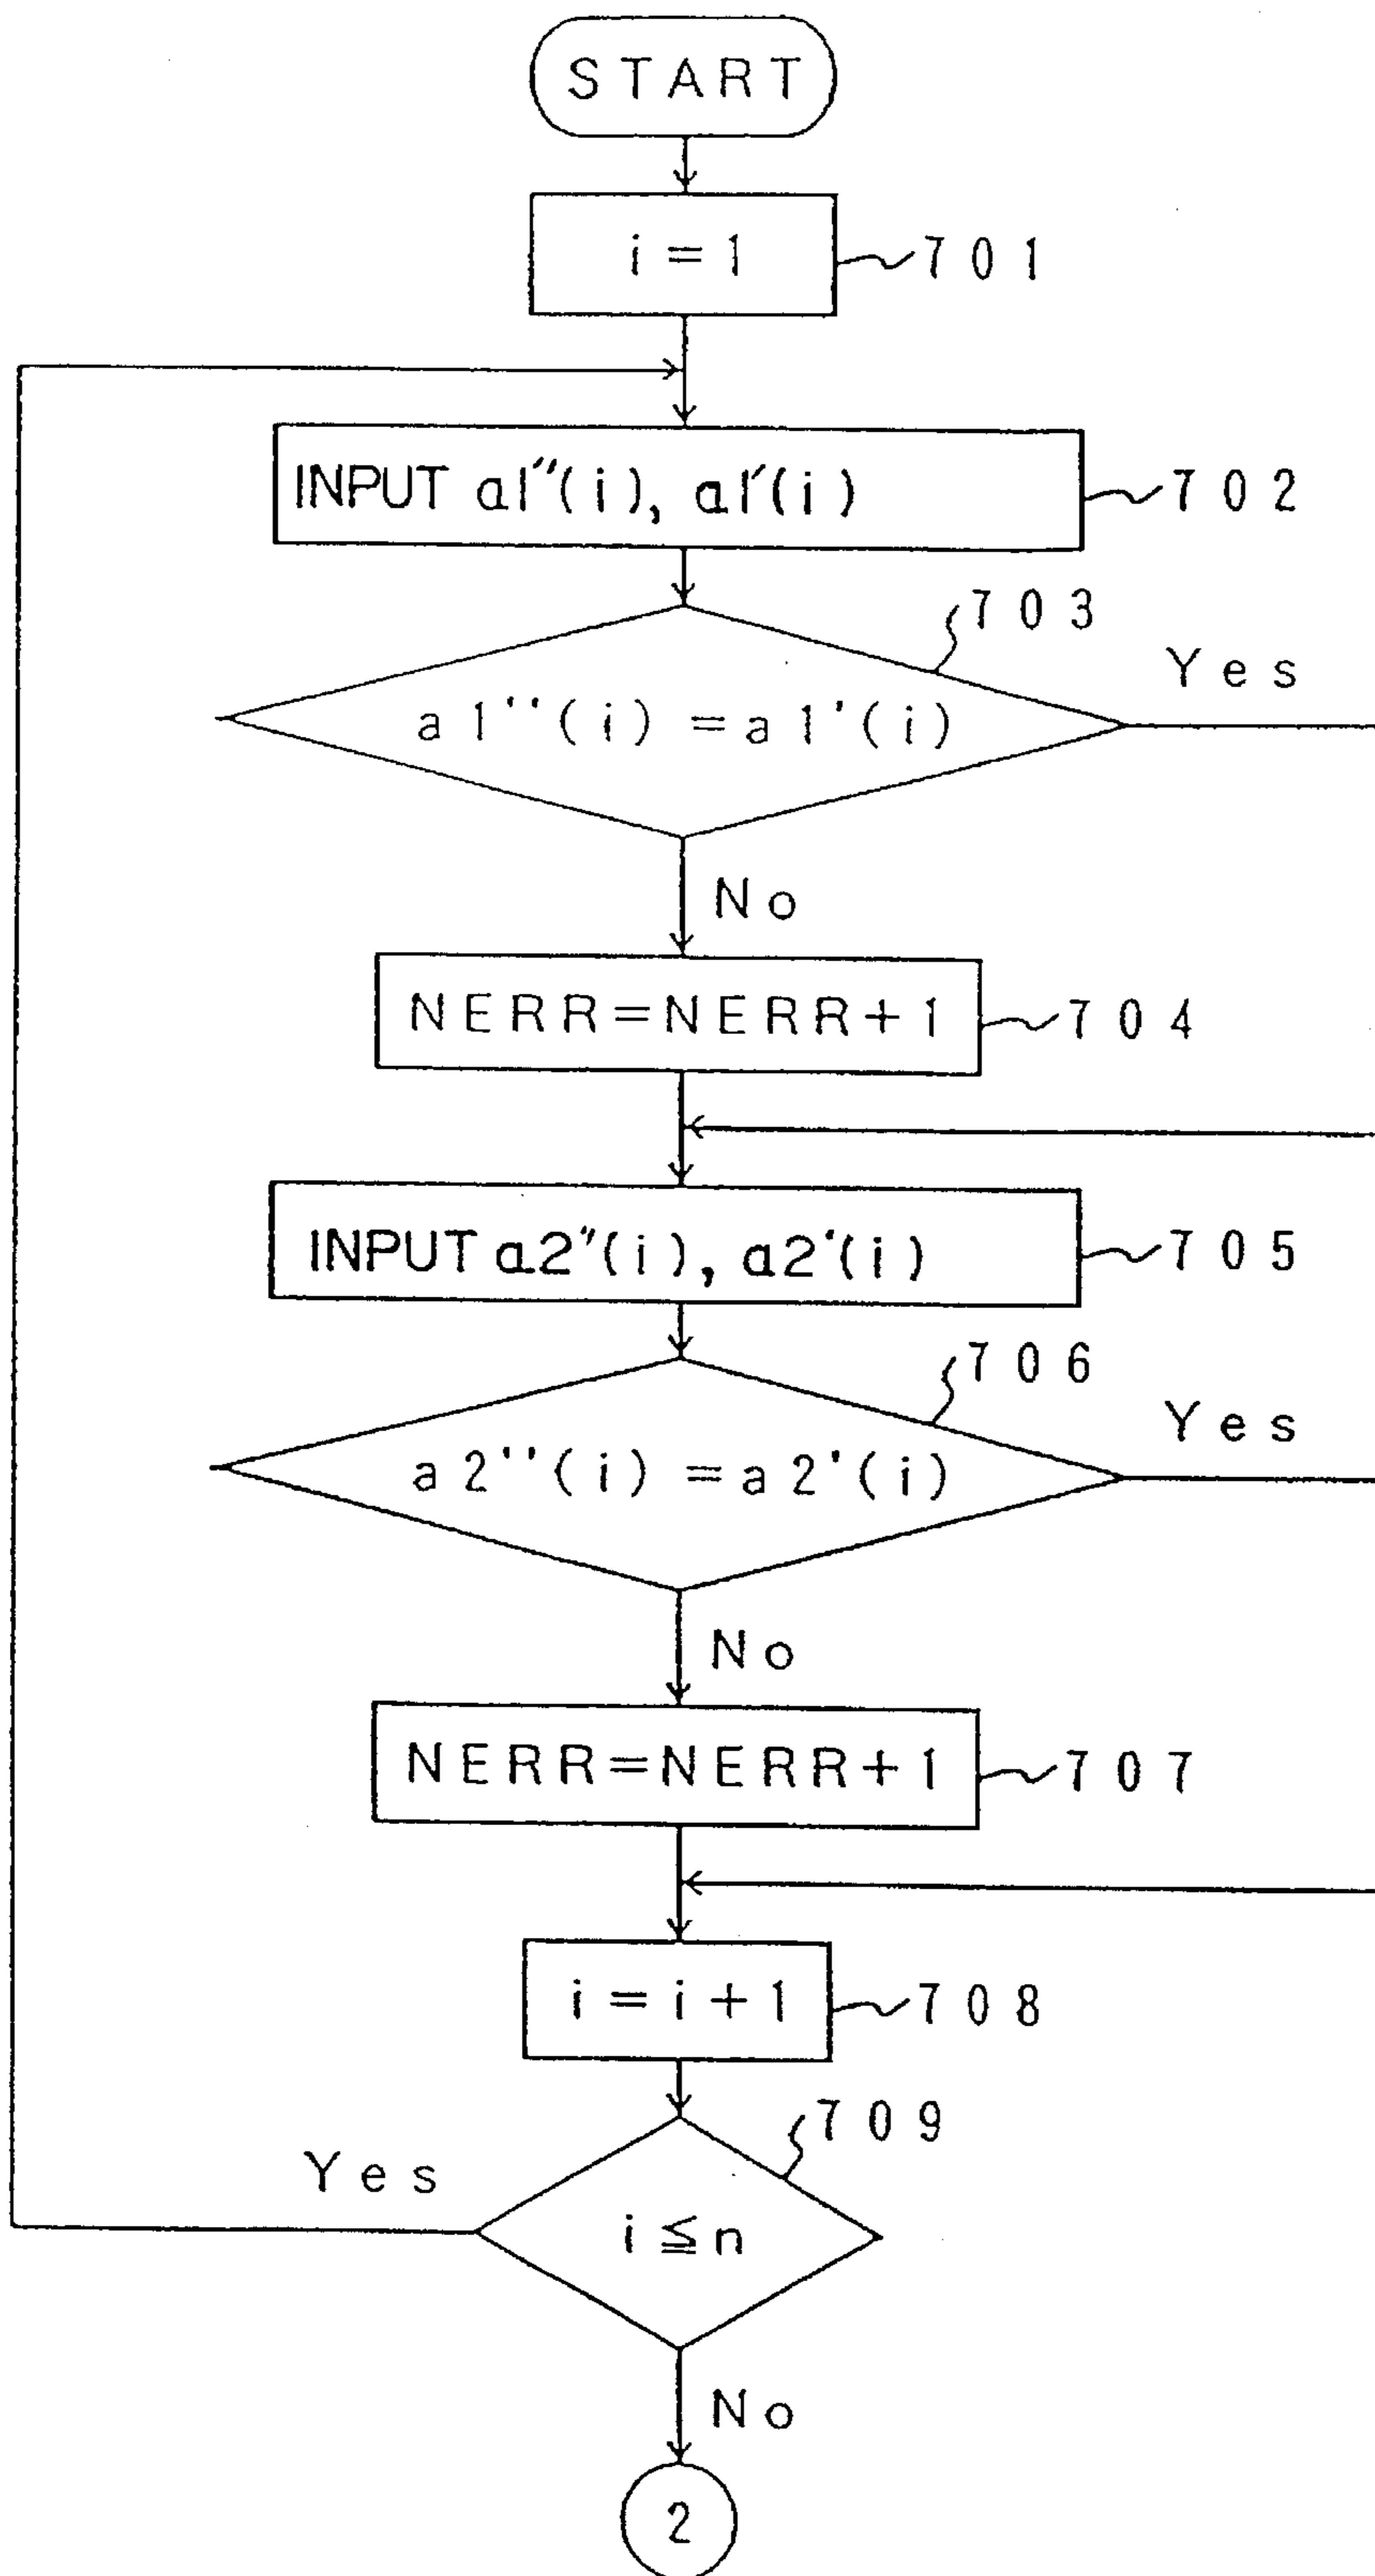 START
i = 1 701
INPUT a1''(i), a1'(i) 702
703
Yes
a1''(i) = a1'(i)
No
NERR=NERR+1 704
INPUT a2''(i), a2'(i) 705
706
Yes
a2''(i) = a2'(i)
No
NERR=NERR+1 707
i = i + 1 708
709
Yes
i ≦ n
No
2